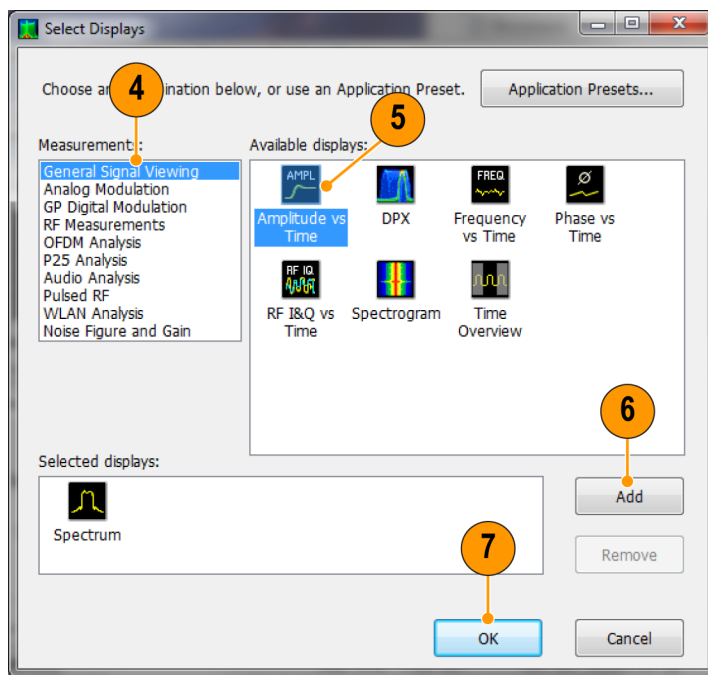 Select Displays
Choose an ination below, or use an Application Preset.
Application Presets...
4
5
Measurements:
Available displays:
General Signal Viewing
Analog Modulation
GP Digital Modulation
RF Measurements
OFDM Analysis
P25 Analysis
Audio Analysis
Pulsed RF
WLAN Analysis
Noise Figure and Gain
AMPL
Amplitude vs
Time
DPX
FREQ
Frequency
vs Time
Ø
Phase vs
Time
RF IQ
RF I&Q vs
Time
Spectrogram
Time
Overview
6
Selected displays:
Spectrum
Add
Remove
7
OK
Cancel